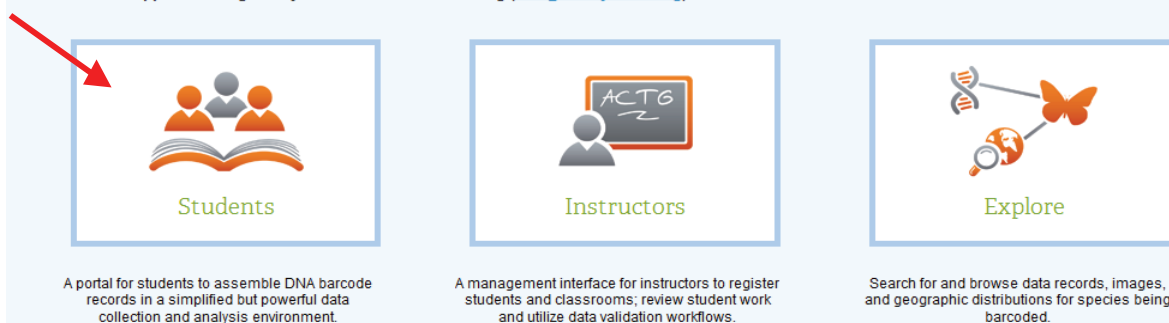 ACTG
Students
Instructors
Explore
A portal for students to assemble DNA barcode
records in a simplified but powerful data
collection and analysis environment.
A management interface for instructors to register
students and classrooms; review student work
and utilize data validation workflows.
Search for and browse data records, images,
and geographic distributions for species being
barcoded.